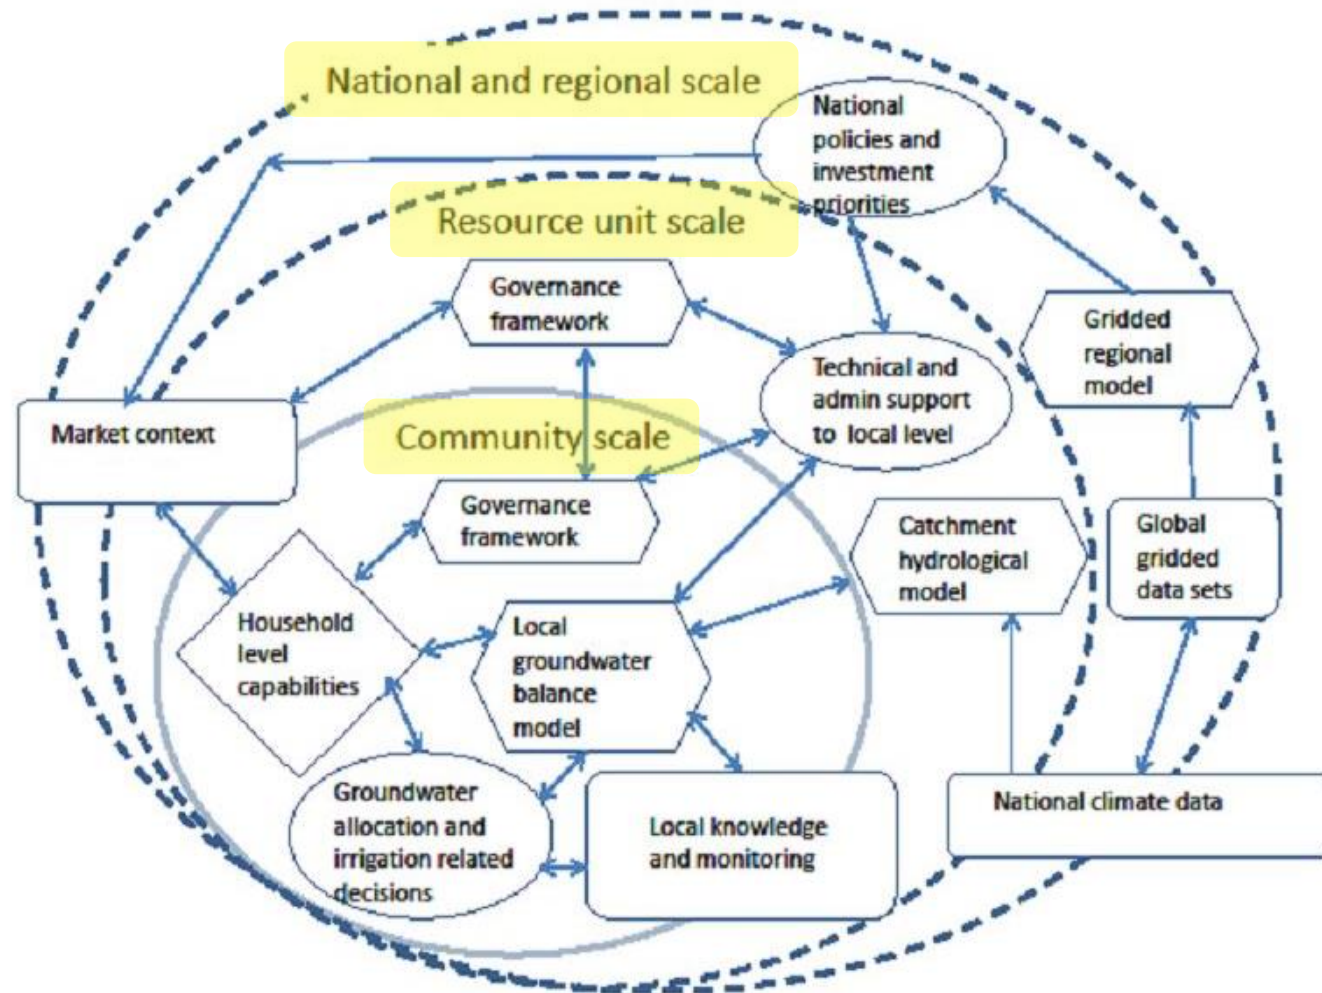 National and regional scale
National
policies and
investment
priorities
Resource unit scale
Governance
framework
Gridded
regional
model
Technical and
admin support
to local level
Market context
Community scale
Governance
framework
Catchment
hydrological
model
Global
gridded
data sets
Household
level
capabilities
Local
groundwater
balance
model
Groundwater
allocation and
irrigation related
decisions
Local knowledge
and monitoring
National climate data